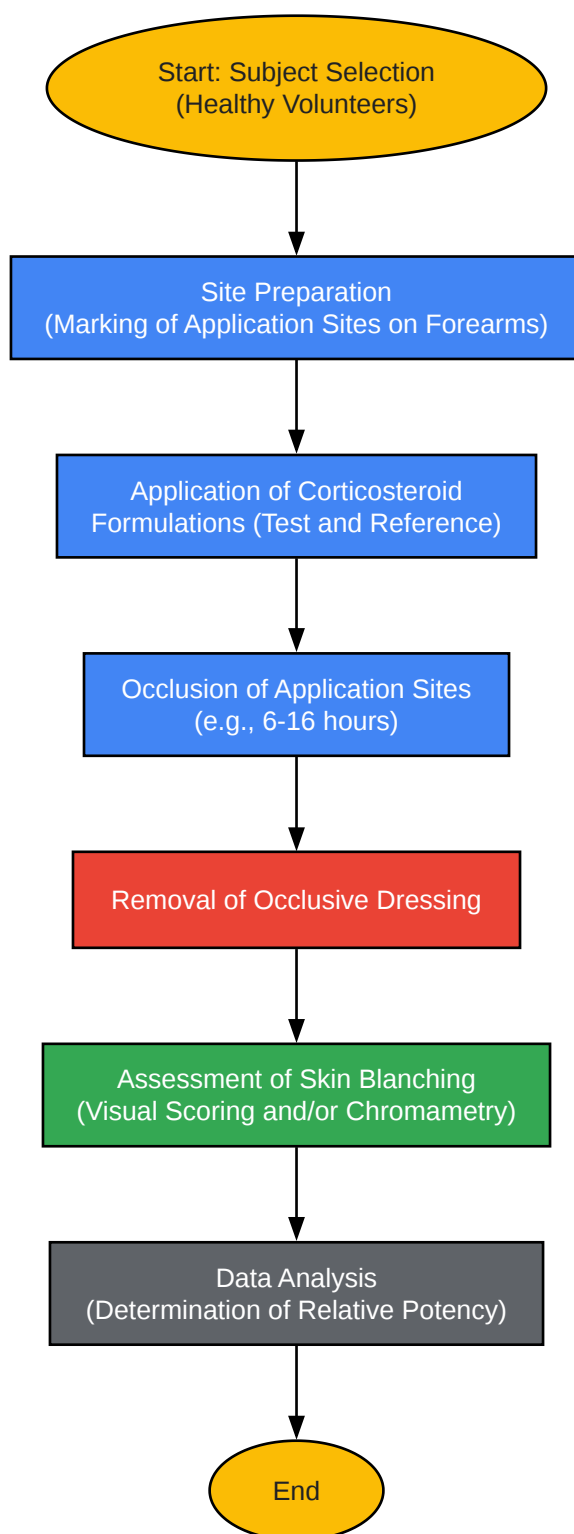 Start: Subject Selection
(Healthy Volunteers)
Site Preparation
(Marking of Application Sites on Forearms)
Application of Corticosteroid
Formulations (Test and Reference)
Occlusion of Application Sites
(e.g., 6-16 hours)
Removal of Occlusive Dressing
Assessment of Skin Blanching
(Visual Scoring and/or Chromametry)
Data Analysis
(Determination of Relative Potency)
End